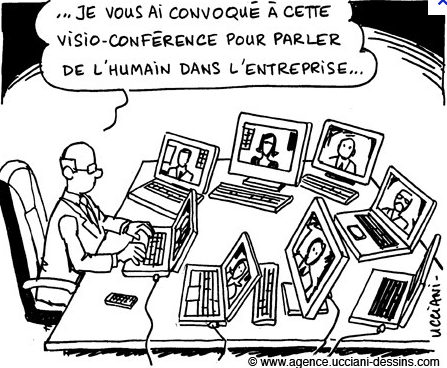 ... JE VOUS AI CONVOQUÉ À CETTE
VISIO-CONFÉRENCE POUR PARLER
DE L'HUMAIN DANS L'ENTREPRISE...
UCCIANI-
© www.agence.ucciani-dessins.com